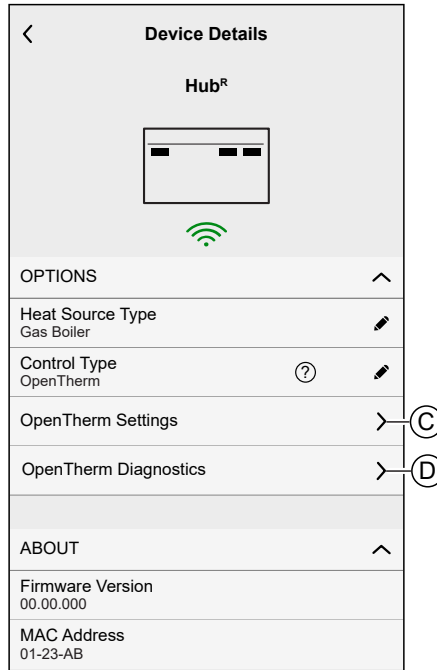 Device Details
Hubᴿ
OPTIONS
Heat Source Type
Gas Boiler
Control Type
OpenTherm
?
OpenTherm Settings
C
OpenTherm Diagnostics
D
ABOUT
Firmware Version
00.00.000
MAC Address
01-23-AB